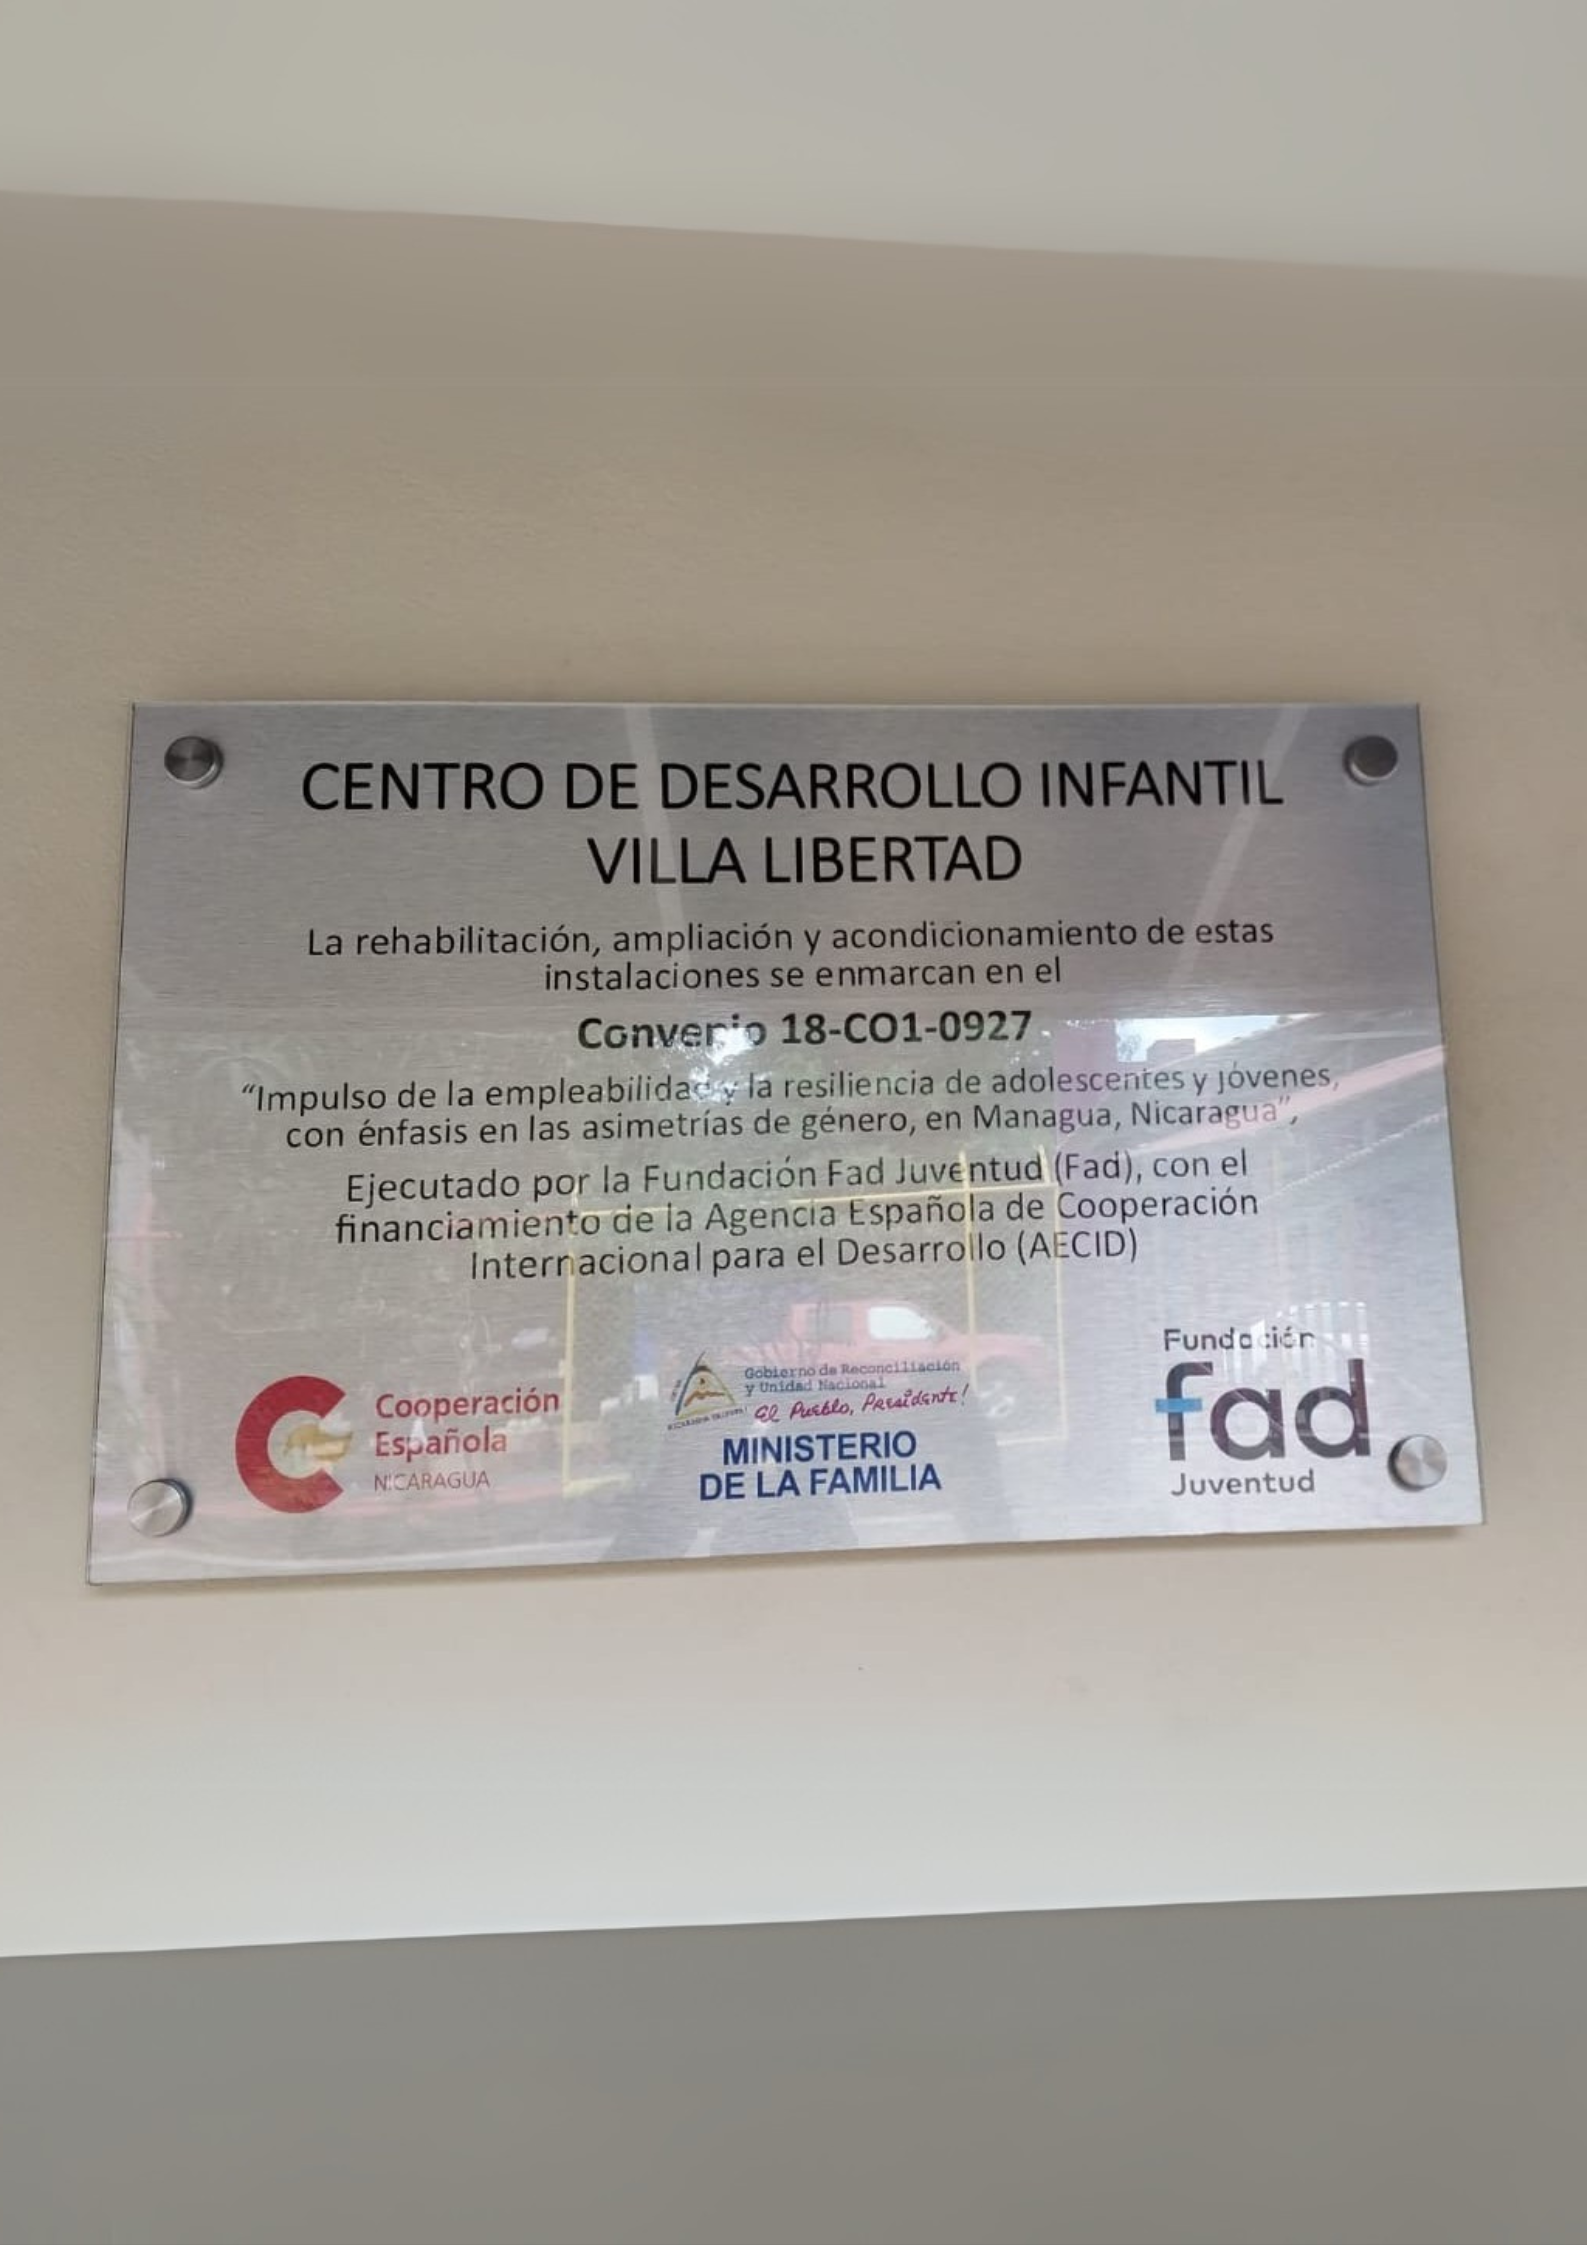 CENTRO DE DESARROLLO INFANTIL
VILLA LIBERTAD
La rehabilitación, ampliación y acondicionamiento de estas
instalaciones se enmarcan en el
Convenio 18-CO1-0927
“Impulso de la empleabilidad y la resiliencia de adolescentes y jóvenes,
con énfasis en las asimetrías de género, en Managua, Nicaragua”,
Ejecutado por la Fundación Fad Juventud (Fad), con el
financiamiento de la Agencia Española de Cooperación
Internacional para el Desarrollo (AECID)
Cooperación
Española
NICARAGUA
Gobierno de Reconciliación
y Unidad Nacional
El Pueblo, Presidente!
MINISTERIO
DE LA FAMILIA
Fundación
fad
Juventud